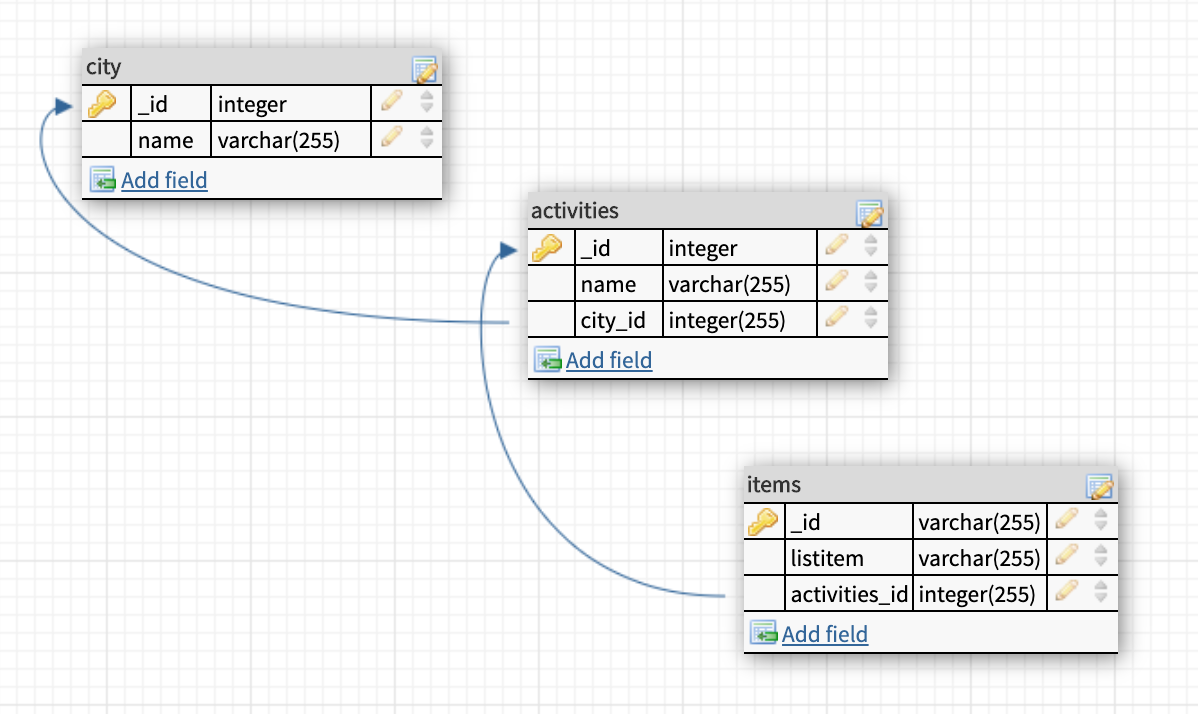 city
_id integer
name varchar(255)
Add field
activities
_id integer
name varchar(255)
city_id integer(255)
Add field
items
_id varchar(255)
listitem varchar(255)
activities_id integer(255)
Add field